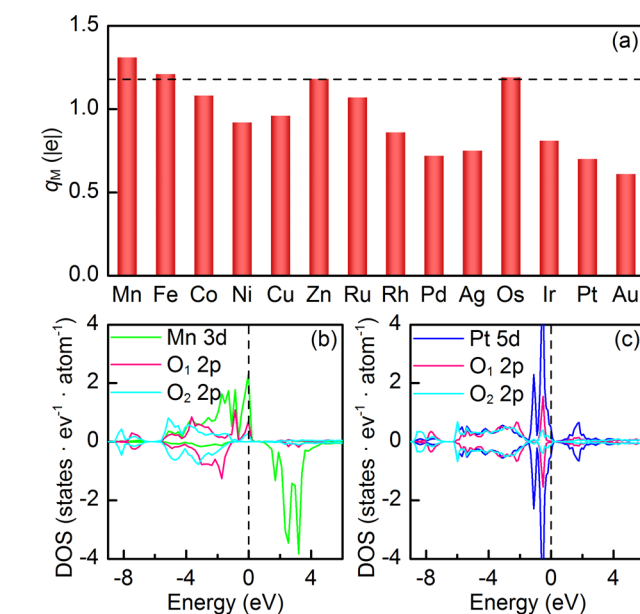 (a)
1.5
1.0
0.5
0.0
q_M (|e|)
Mn Fe Co Ni Cu Zn Ru Rh Pd Ag Os Ir Pt Au
(b)
Mn 3d
O₁ 2p
O₂ 2p
4
2
0
-2
-4
DOS (states · ev⁻¹ · atom⁻¹)
-8 -4 0 4
Energy (eV)
(c)
Pt 5d
O₁ 2p
O₂ 2p
4
2
0
-2
-4
DOS (states · ev⁻¹ · atom⁻¹)
-8 -4 0 4
Energy (eV)